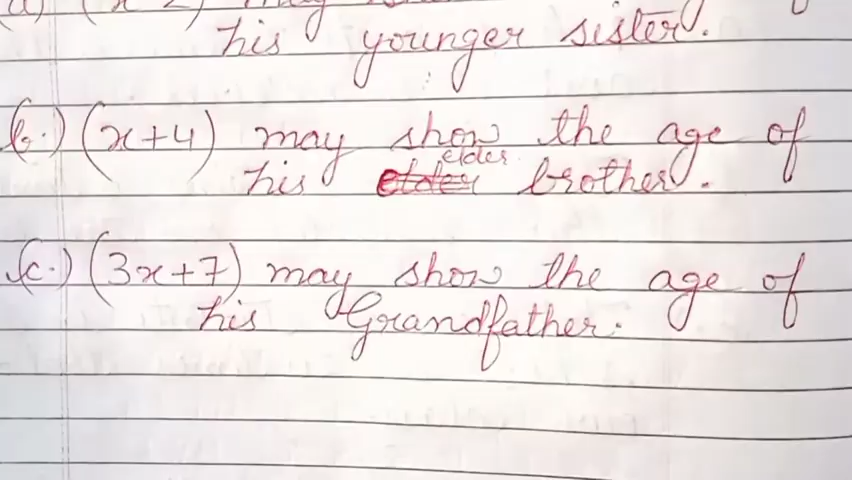 his younger sister.
b.) (x+4) may show the age of
elder
his brother.
c.) (3x+7) may show the age of
his Grandfather.